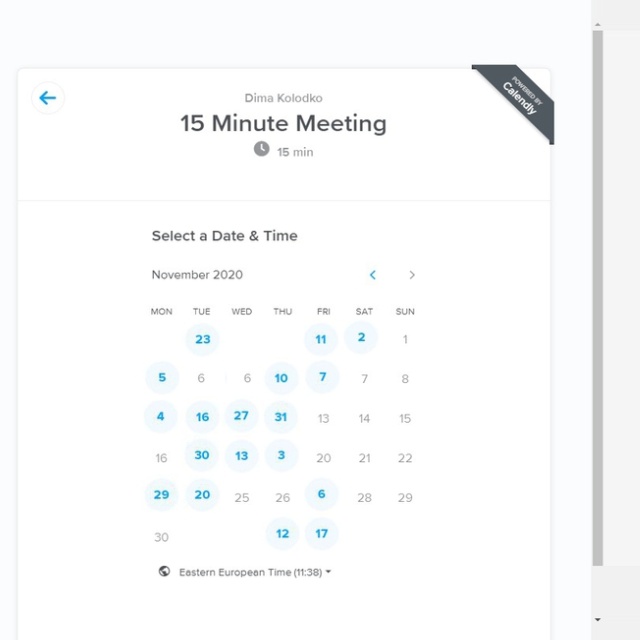 POWERED BY
Calendly
Dima Kolodko
15 Minute Meeting
15 min
Select a Date & Time
November 2020
MON TUE WED THU FRI SAT SUN
23 11 2 1
5 6 6 10 7 7 8
4 16 27 31 13 14 15
16 30 13 3 20 21 22
29 20 25 26 6 28 29
30 12 17
Eastern European Time (11:38)